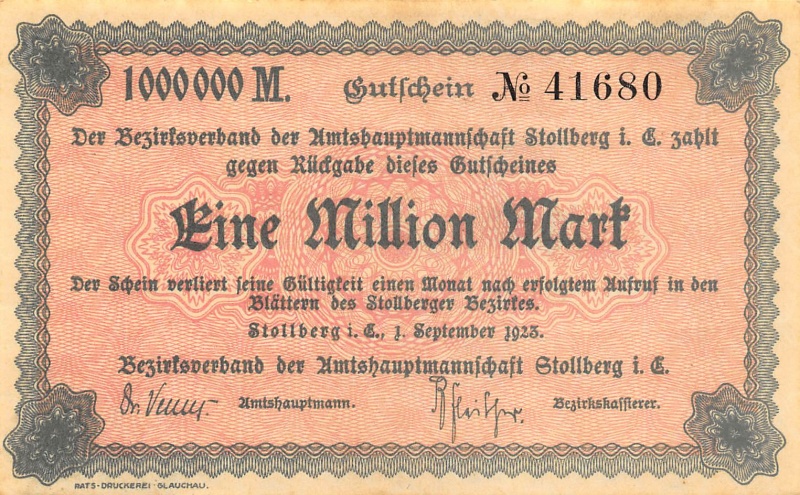 1000000 M. Gutschein № 41680
Der Bezirksverband der Amtshauptmannschaft Stollberg i. E. zahlt
gegen Rückgabe dieses Gutscheines
Eine Million Mark
Der Schein verliert seine Gültigkeit einen Monat nach erfolgtem Aufruf in den
Blättern des Stollberger Bezirkes.
Stollberg i. E., 1. September 1923.
Bezirksverband der Amtshauptmannschaft Stollberg i. E.
Amtshauptmann. Bezirkskassierer.
RATS-DRUCKEREI GLAUCHAU.